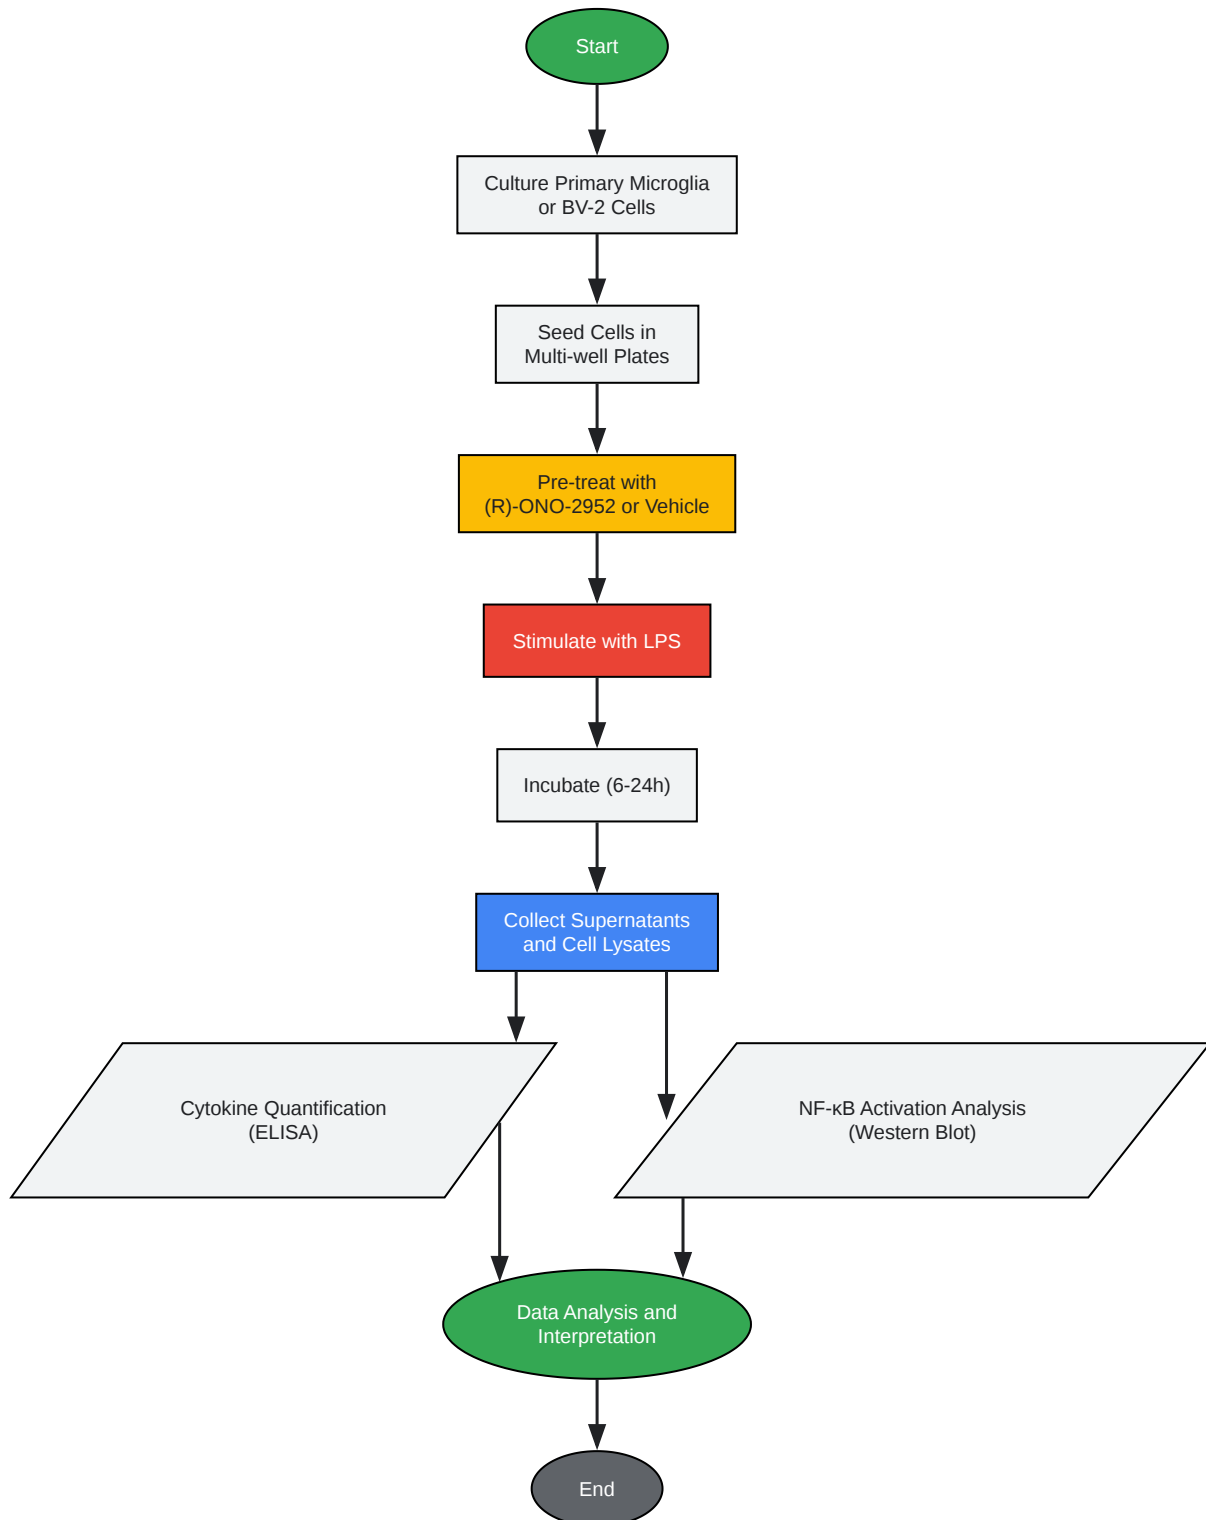 Start
Culture Primary Microglia
or BV-2 Cells
Seed Cells in
Multi-well Plates
Pre-treat with
(R)-ONO-2952 or Vehicle
Stimulate with LPS
Incubate (6-24h)
Collect Supernatants
and Cell Lysates
Cytokine Quantification
(ELISA)
NF-κB Activation Analysis
(Western Blot)
Data Analysis and
Interpretation
End